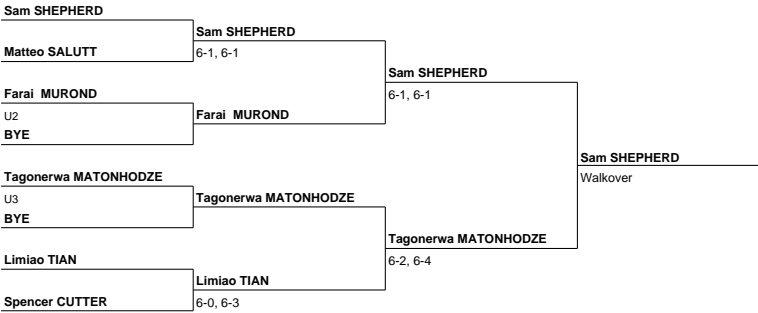 Sam SHEPHERD
Matteo SALUTT
Farai MUROND
U2
BYE
Tagonerwa MATONHODZE
U3
BYE
Limiao TIAN
Spencer CUTTER
Sam SHEPHERD
6-1, 6-1
Farai MUROND
Tagonerwa MATONHODZE
Limiao TIAN
6-0, 6-3
Sam SHEPHERD
6-1, 6-1
Tagonerwa MATONHODZE
6-2, 6-4
Sam SHEPHERD
Walkover